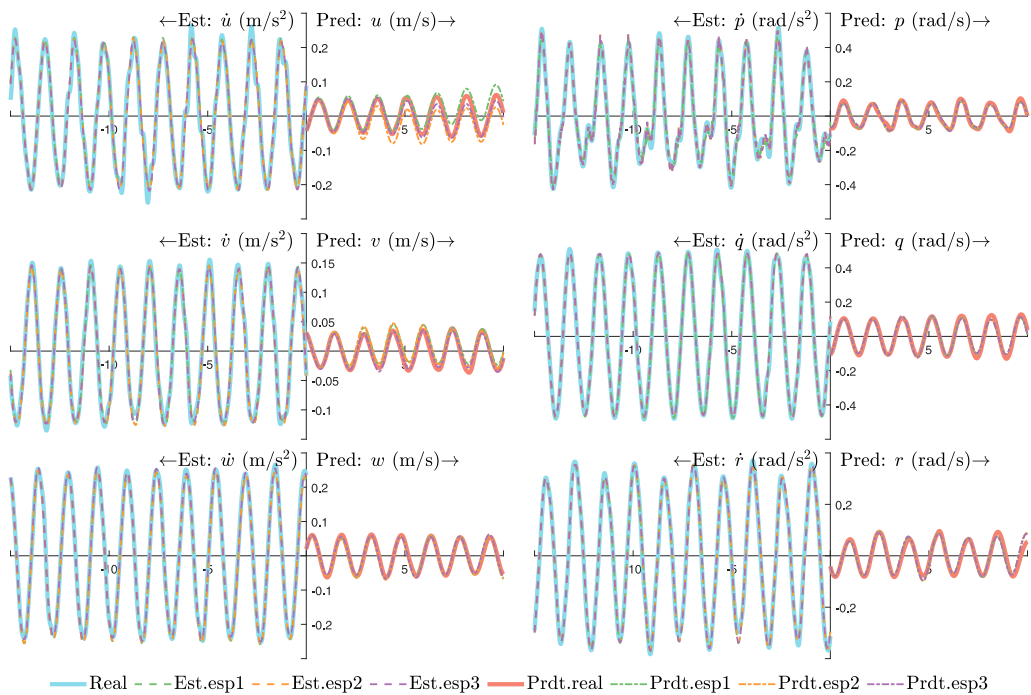 ←Est: u̇ (m/s²) Pred: u (m/s)→
0.2
0.1
-10 -5 5
-0.1
-0.2
←Est: ṗ (rad/s²) Pred: p (rad/s)→
0.4
0.2
-10 -5 5
-0.2
-0.4
←Est: v̇ (m/s²) Pred: v (m/s)→
0.15
0.1
0.05
-10 -5 5
-0.05
-0.1
←Est: q̇ (rad/s²) Pred: q (rad/s)→
0.4
0.2
-10 -5 5
-0.2
-0.4
←Est: ẇ (m/s²) Pred: w (m/s)→
0.2
0.1
-10 -5 5
-0.1
-0.2
←Est: ṙ (rad/s²) Pred: r (rad/s)→
0.2
-10 -5 5
-0.2
Real Est.esp1 Est.esp2 Est.esp3 Prdt.real Prdt.esp1 Prdt.esp2 Prdt.esp3